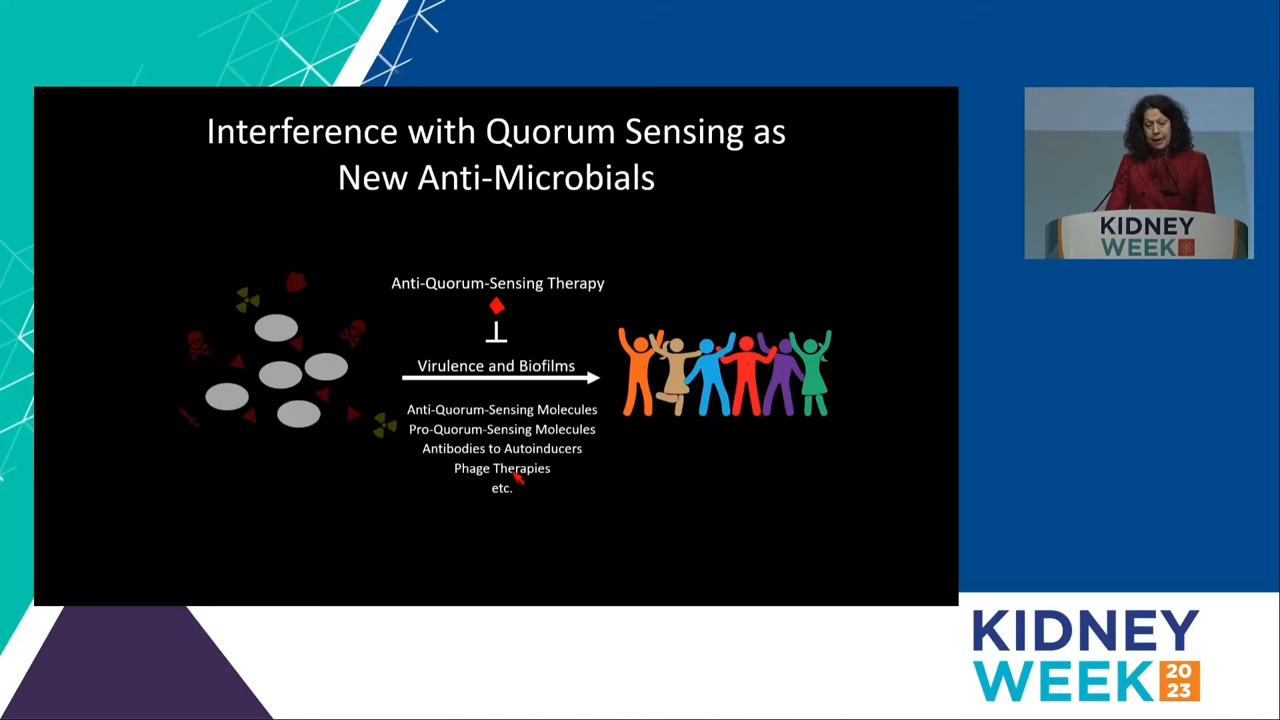 Interference with Quorum Sensing as
New Anti-Microbials
Anti-Quorum-Sensing Therapy
Virulence and Biofilms
Anti-Quorum-Sensing Molecules
Pro-Quorum-Sensing Molecules
Antibodies to Autoinducers
Phage Therapies
etc.
KIDNEY
WEEK
KIDNEY
WEEK 20
23